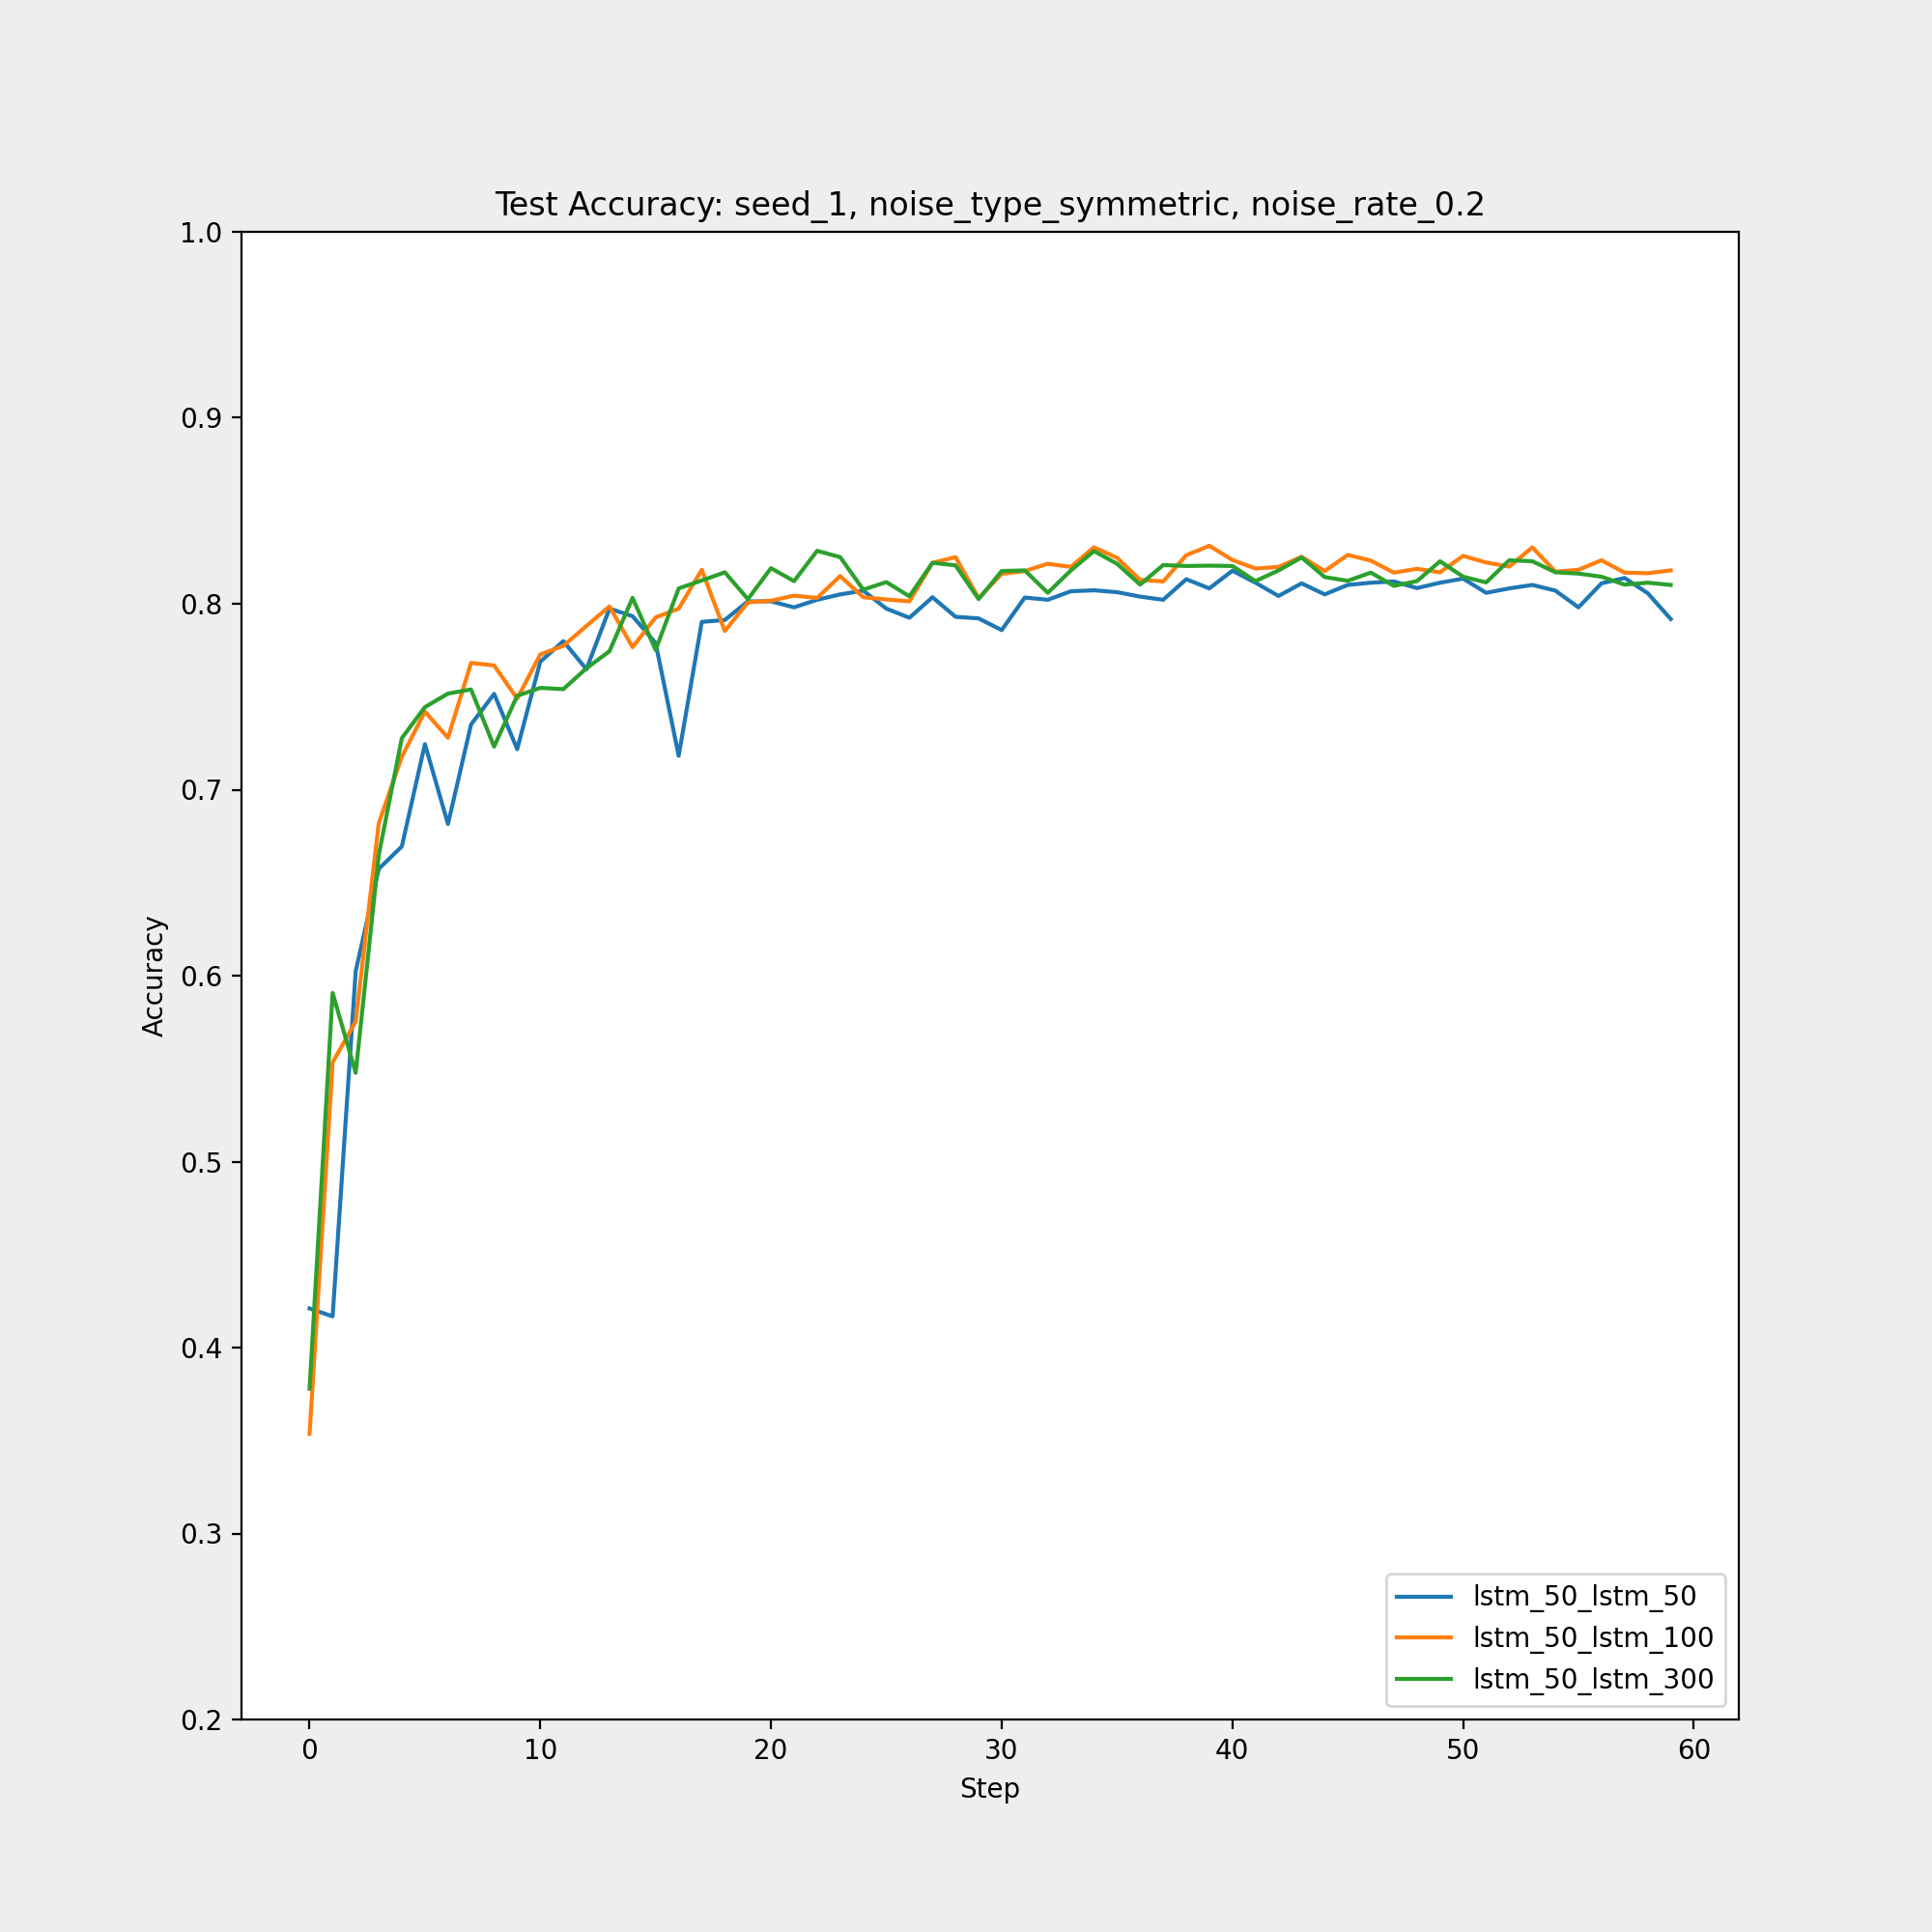 Test Accuracy: seed_1, noise_type_symmetric, noise_rate_0.2
1.0
0.9
0.8
0.7
0.6
0.5
0.4
0.3
0.2
Accuracy
0 10 20 30 40 50 60
Step
lstm_50_lstm_50
lstm_50_lstm_100
lstm_50_lstm_300